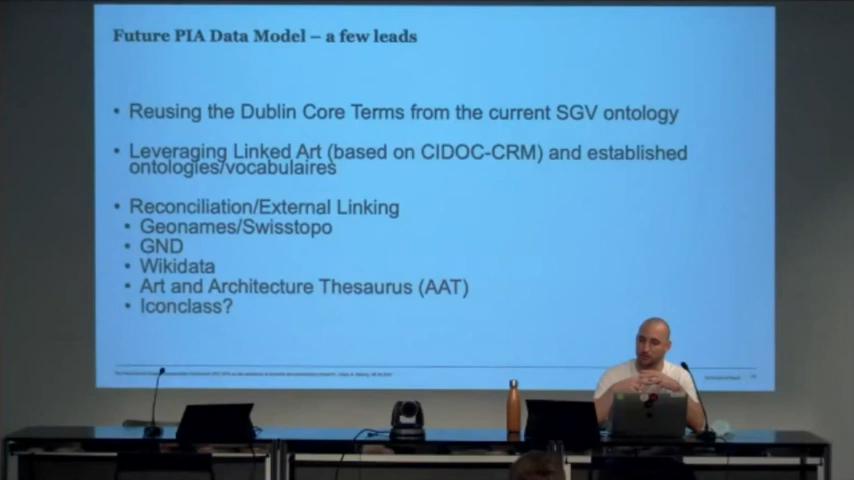 Future PIA Data Model – a few leads
• Reusing the Dublin Core Terms from the current SGV ontology
• Leveraging Linked Art (based on CIDOC-CRM) and established
ontologies/vocabulaires
• Reconciliation/External Linking
• Geonames/Swisstopo
• GND
• Wikidata
• Art and Architecture Thesaurus (AAT)
• Iconclass?